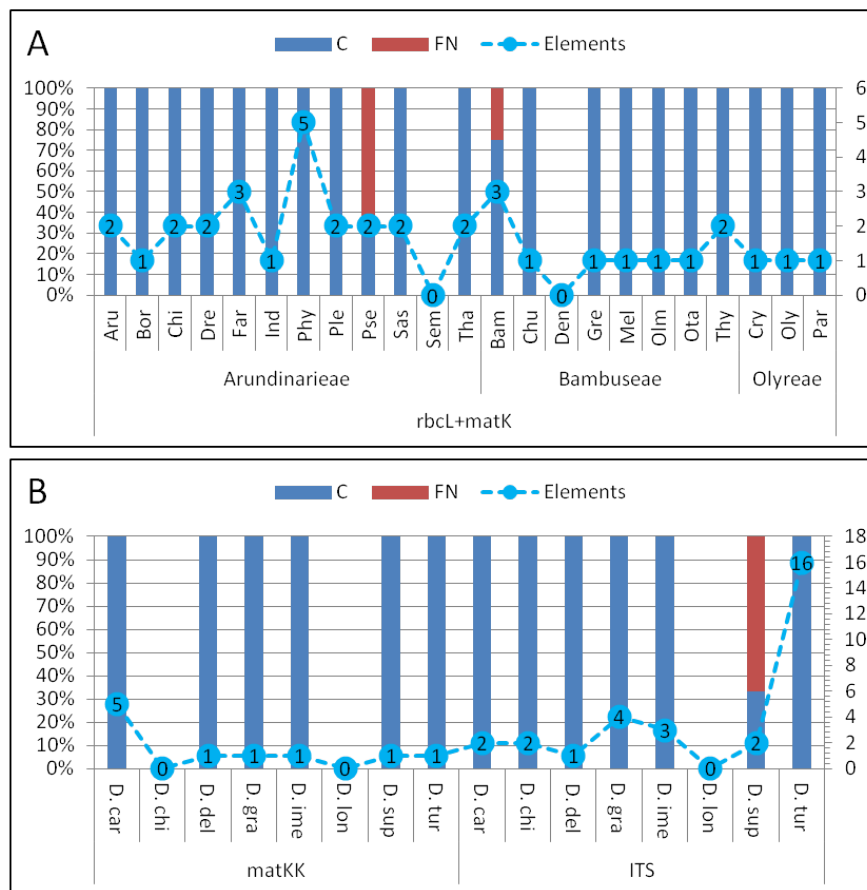 A
C FN Elements
100% 6
90%
80% 5
70% 4
60%
50% 3
40%
30% 2
20% 1
10%
0% 0
2 1 2 2 3 1 5 2 2 2 0 2 3 1 0 1 1 1 1 2 1 1 1
Aru Bor Chi Dre Far Ind Phy Ple Pse Sas Sem Tha Bam Chu Den Gre Mel Olm Ota Thy Cry Oly Par
Arundinarieae Bambuseae Olyreae
rbcL+matK
B
C FN Elements
100% 18
90% 16
80% 14
70% 12
60% 10
50%
40% 8
30% 6
20% 4
10% 2
0% 0
5 0 1 1 1 0 1 1 2 2 1 4 3 0 2 16
D. car D. chi D. del D. gra D. ime D. lon D. sup D. tur D. car D. chi D. del D. gra D. ime D. lon D. sup D. tur
matKK ITS